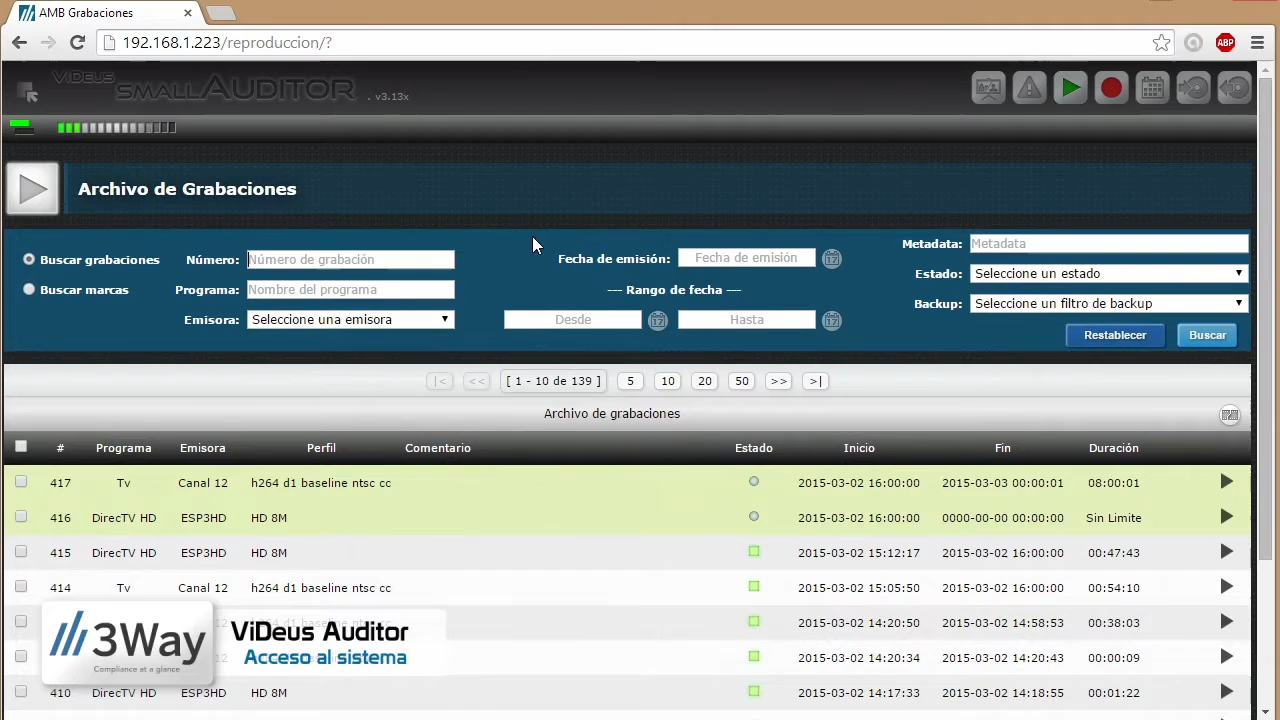 AMB Grabaciones
192.168.1.223/reproduccion/?
ABP
ViDEUS
SMALLAUDITOR . v3.13x
Archivo de Grabaciones
Buscar grabaciones
Número: Número de grabación
Fecha de emisión: Fecha de emisión
17
Metadata: Metadata
Buscar marcas
Programa: Nombre del programa
--- Rango de fecha ---
Estado: Seleccione un estado
Emisora: Seleccione una emisora
Desde
17
Hasta
17
Backup: Seleccione un filtro de backup
Restablecer
Buscar
|< << [ 1 - 10 de 139 ] 5 10 20 50 >> >|
Archivo de grabaciones
# Programa Emisora Perfil Comentario Estado Inicio Fin Duración
417 Tv Canal 12 h264 d1 baseline ntsc cc 2015-03-02 16:00:00 2015-03-03 00:00:01 08:00:01
416 DirecTV HD ESP3HD HD 8M 2015-03-02 16:00:00 0000-00-00 00:00:00 Sin Limite
415 DirecTV HD ESP3HD HD 8M 2015-03-02 15:12:17 2015-03-02 16:00:00 00:47:43
414 Tv Canal 12 h264 d1 baseline ntsc cc 2015-03-02 15:05:50 2015-03-02 16:00:00 00:54:10
2015-03-02 14:20:50 2015-03-02 14:58:53 00:38:03
2015-03-02 14:20:34 2015-03-02 14:20:43 00:00:09
410 DirecTV HD ESP3HD HD 8M 2015-03-02 14:17:33 2015-03-02 14:18:55 00:01:22
3Way
Compliance at a glance
ViDeus Auditor
Acceso al sistema